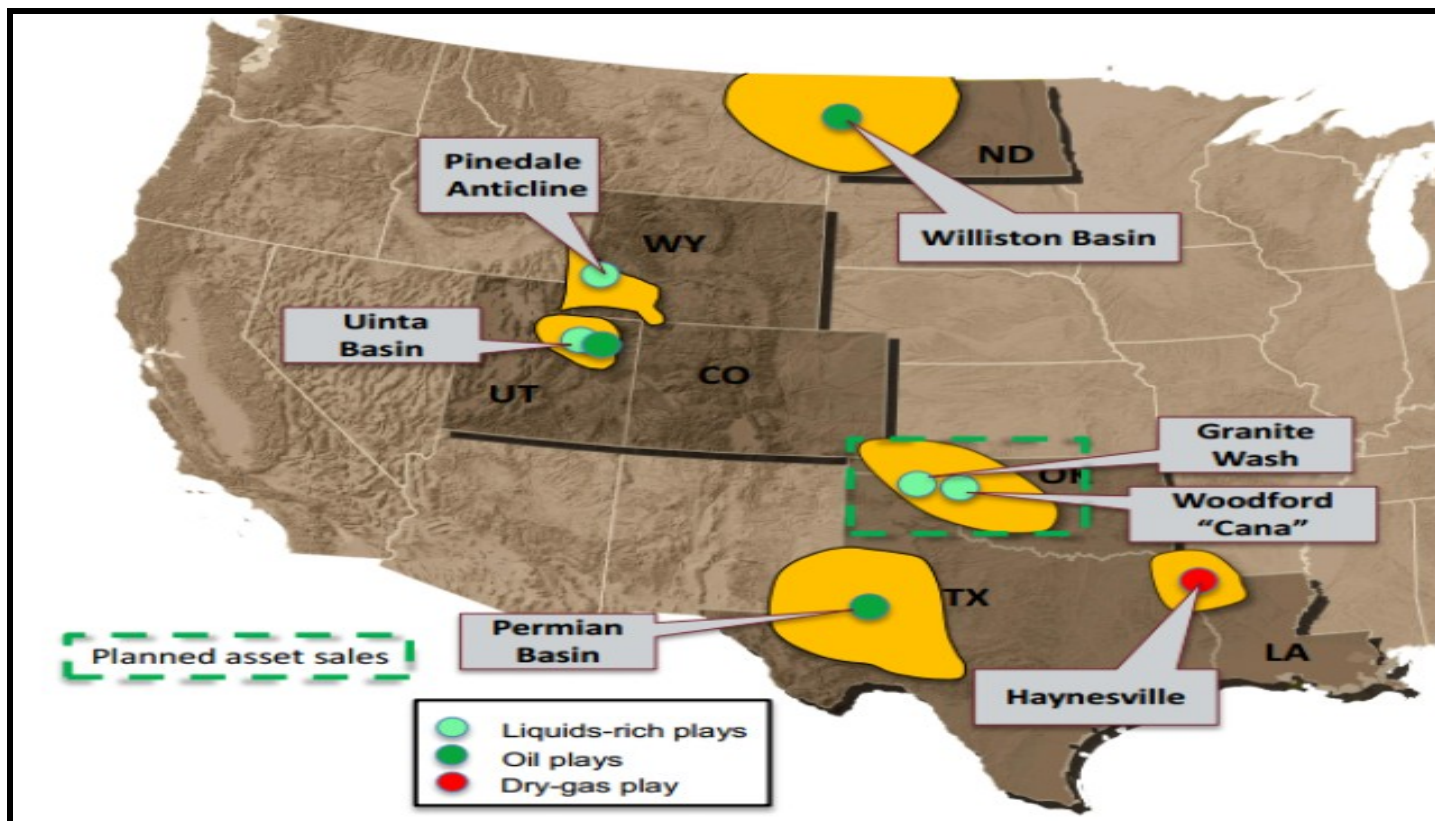 Pinedale
Anticline
ND
WY
Williston Basin
Uinta
Basin
CO
UT
Granite
Wash
OK
Woodford
“Cana”
TX
Permian
Basin
Planned asset sales
LA
Haynesville
Liquids-rich plays
Oil plays
Dry-gas play